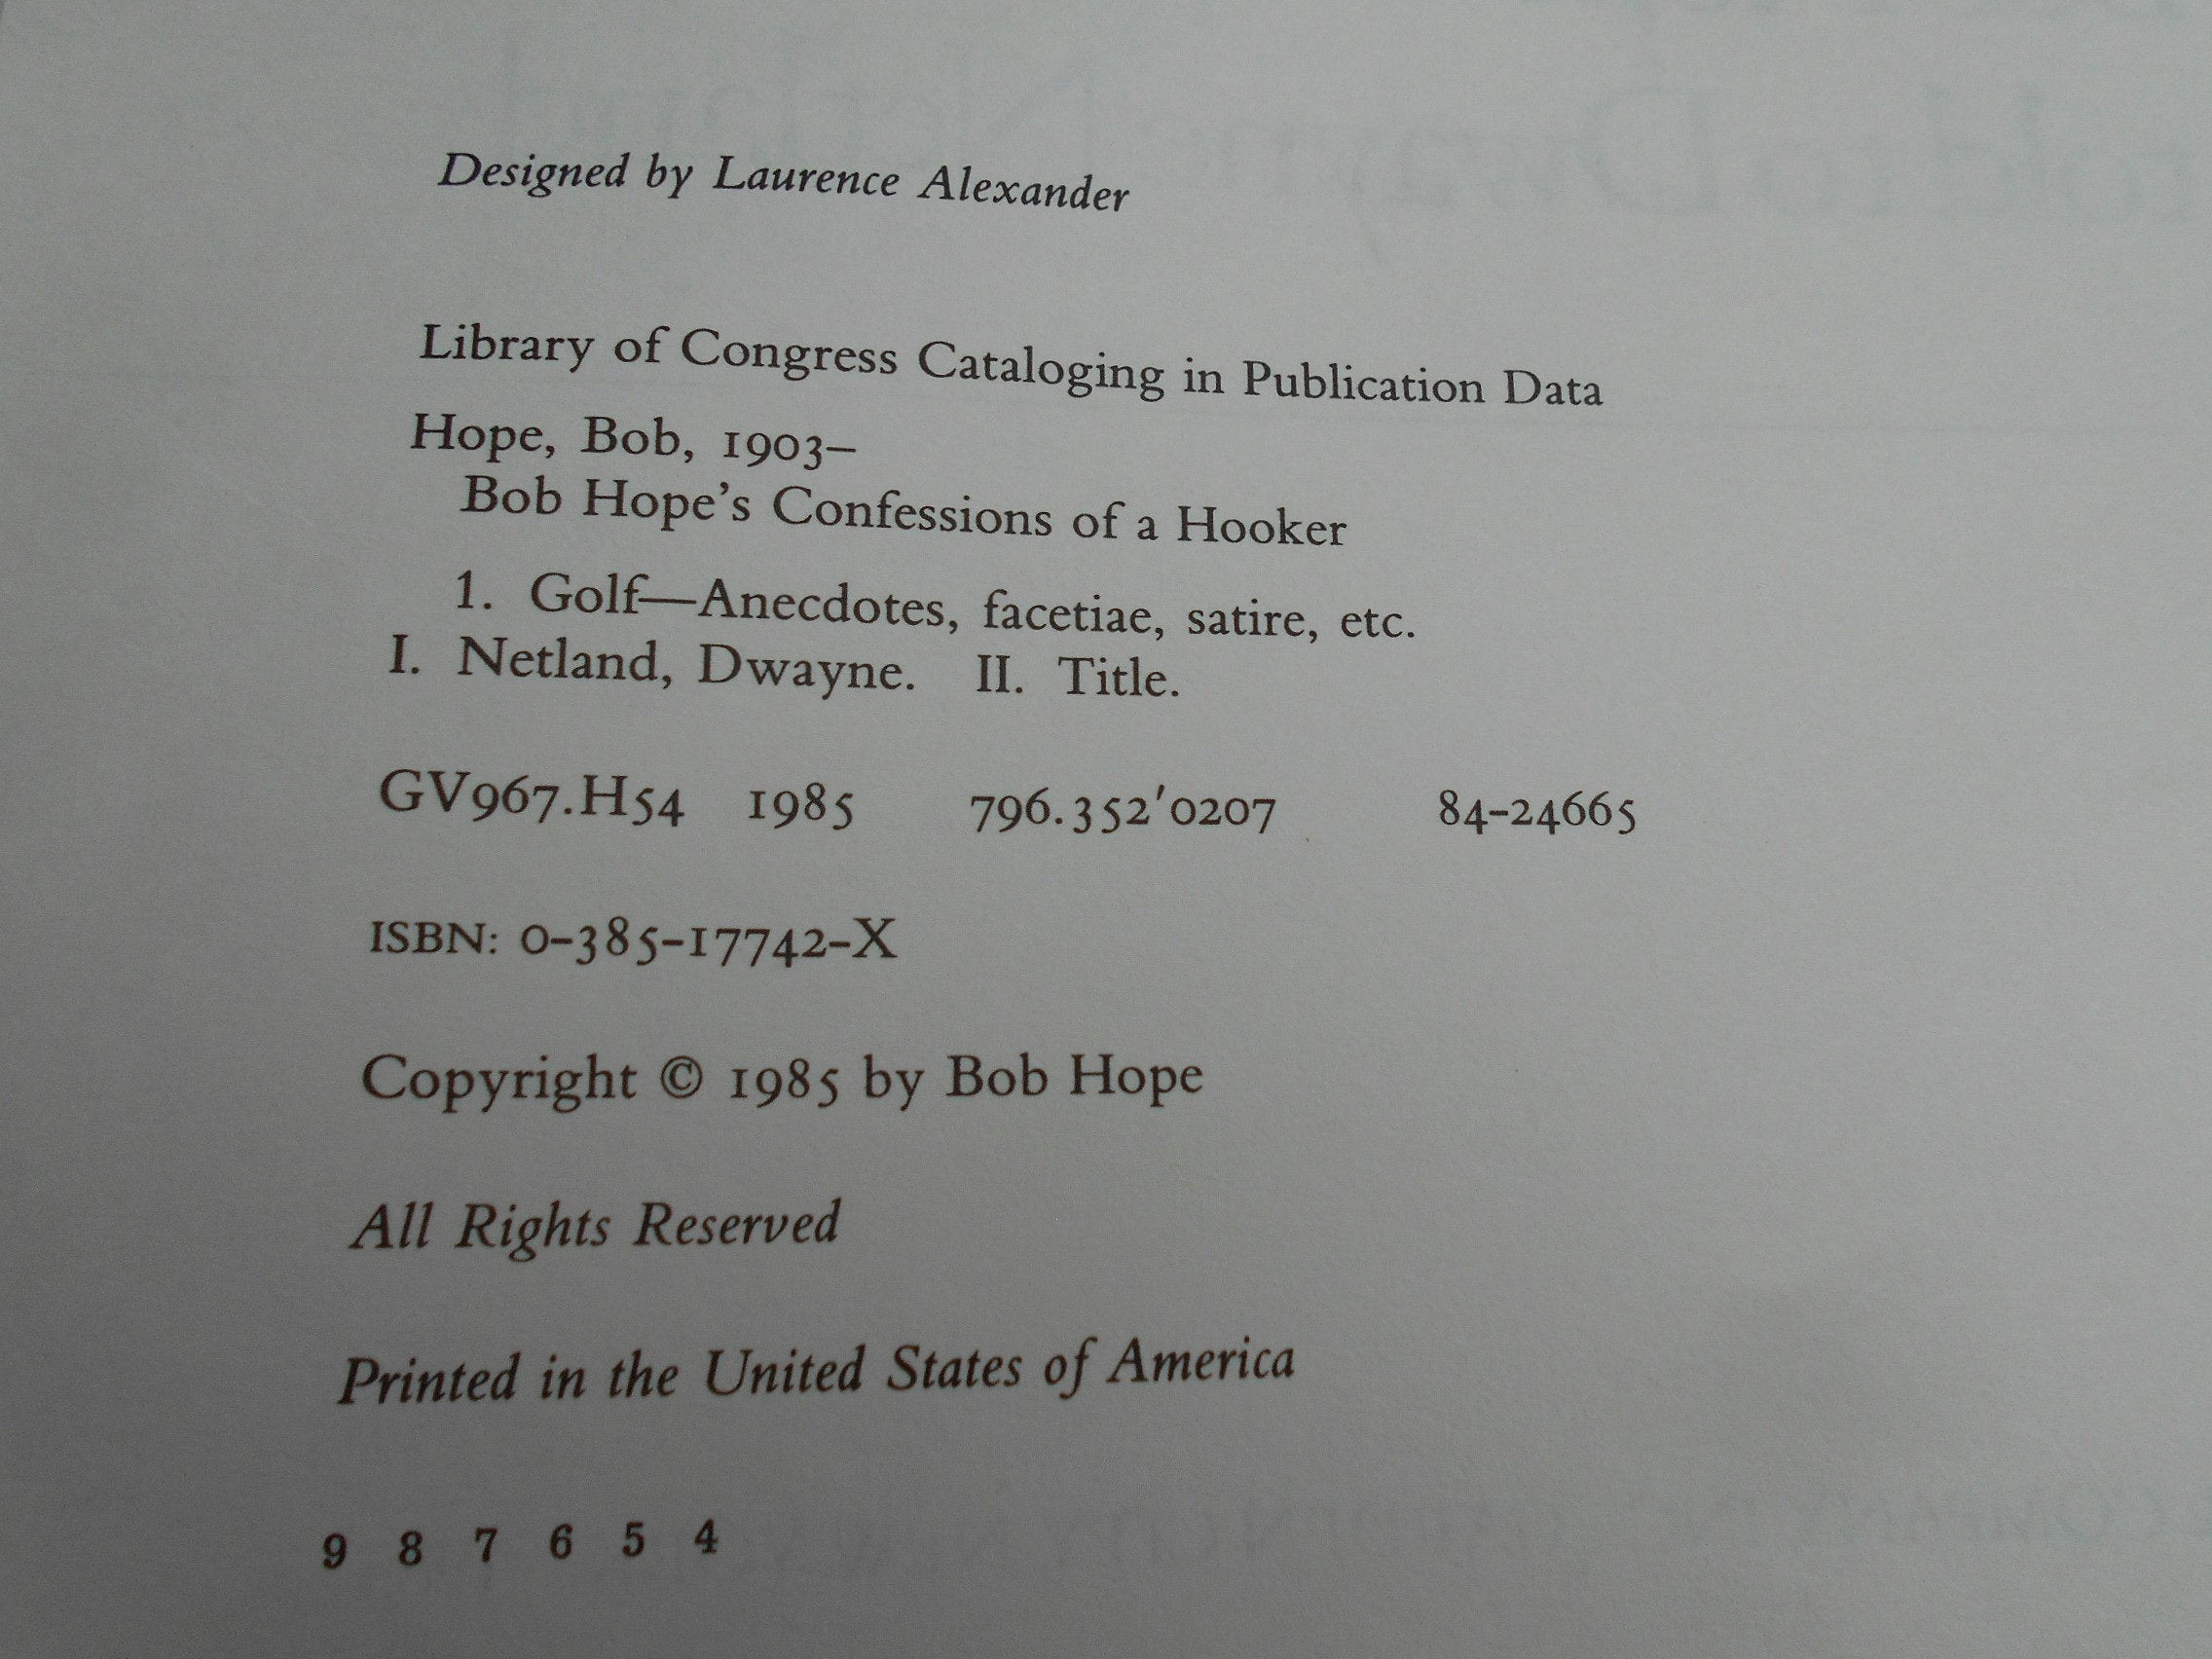 Designed by Laurence Alexander
Library of Congress Cataloging in Publication Data
Hope, Bob, 1903–
Bob Hope's Confessions of a Hooker
1. Golf—Anecdotes, facetiae, satire, etc.
I. Netland, Dwayne. II. Title.
GV967.H54 1985 796.352′0207 84–24665
ISBN: 0–385–17742–X
Copyright © 1985 by Bob Hope
All Rights Reserved
Printed in the United States of America
9 8 7 6 5 4